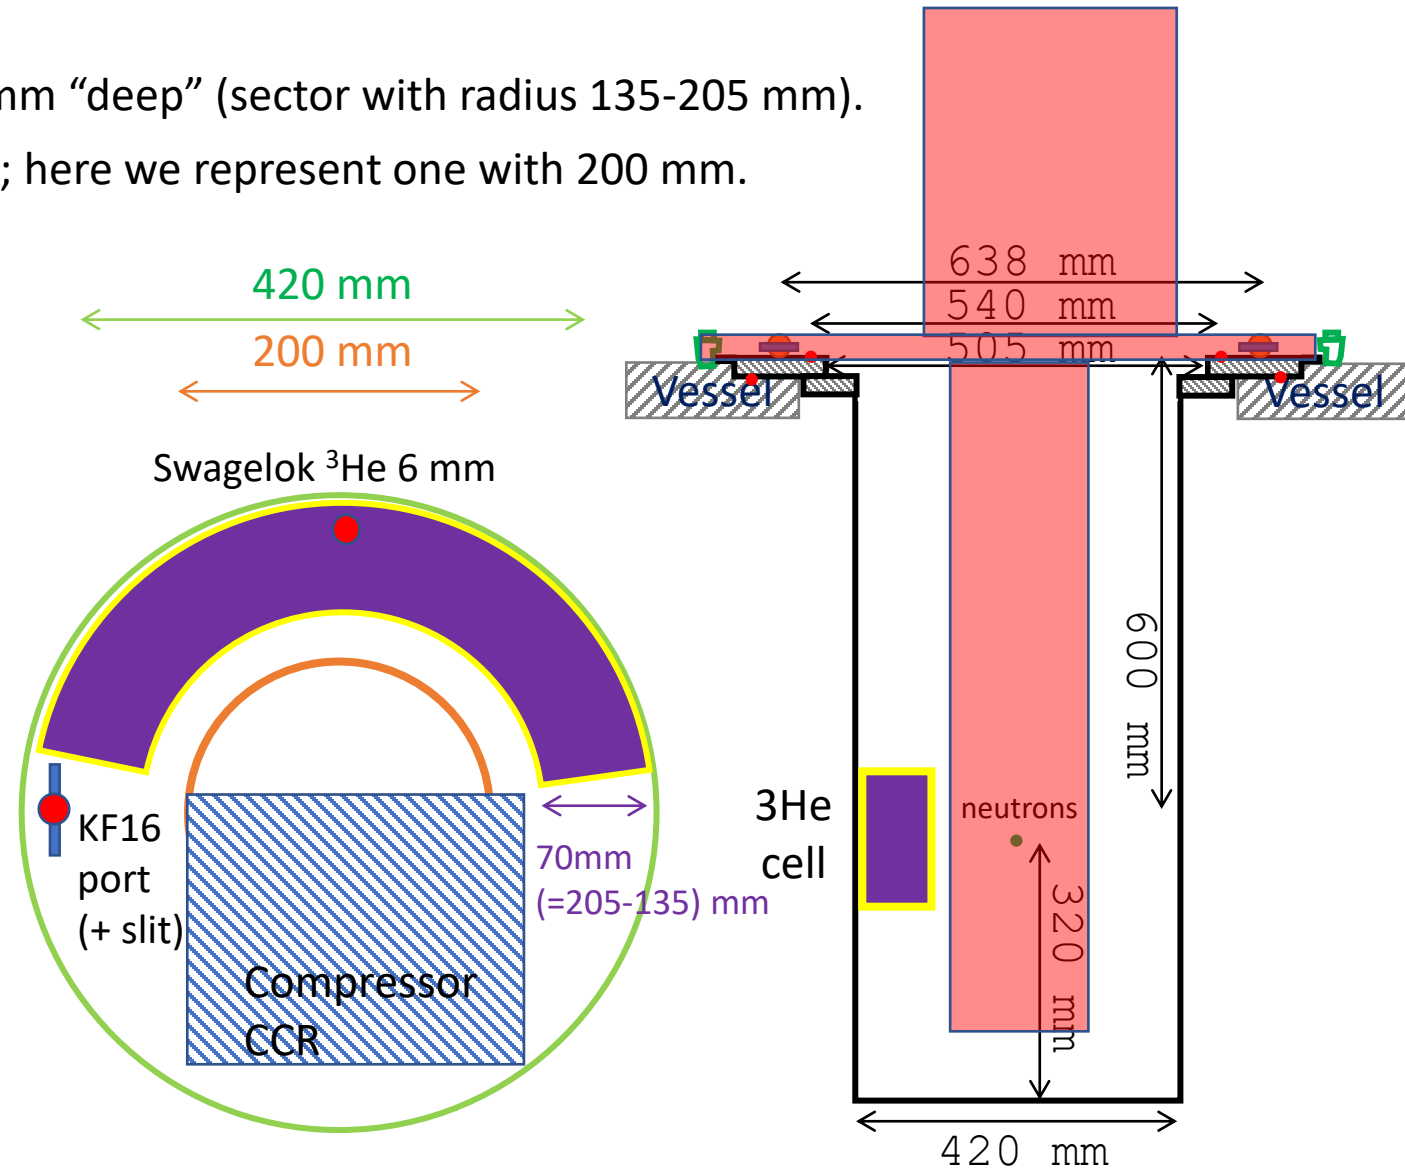 mm “deep” (sector with radius 135-205 mm).
; here we represent one with 200 mm.
420 mm
200 mm
Swagelok ³He 6 mm
KF16
port
(+ slit)
Compressor
CCR
70mm
(=205-135) mm
638 mm
540 mm
505 mm
Vessel
Vessel
600 mm
3He
cell
neutrons
320 mm
420 mm